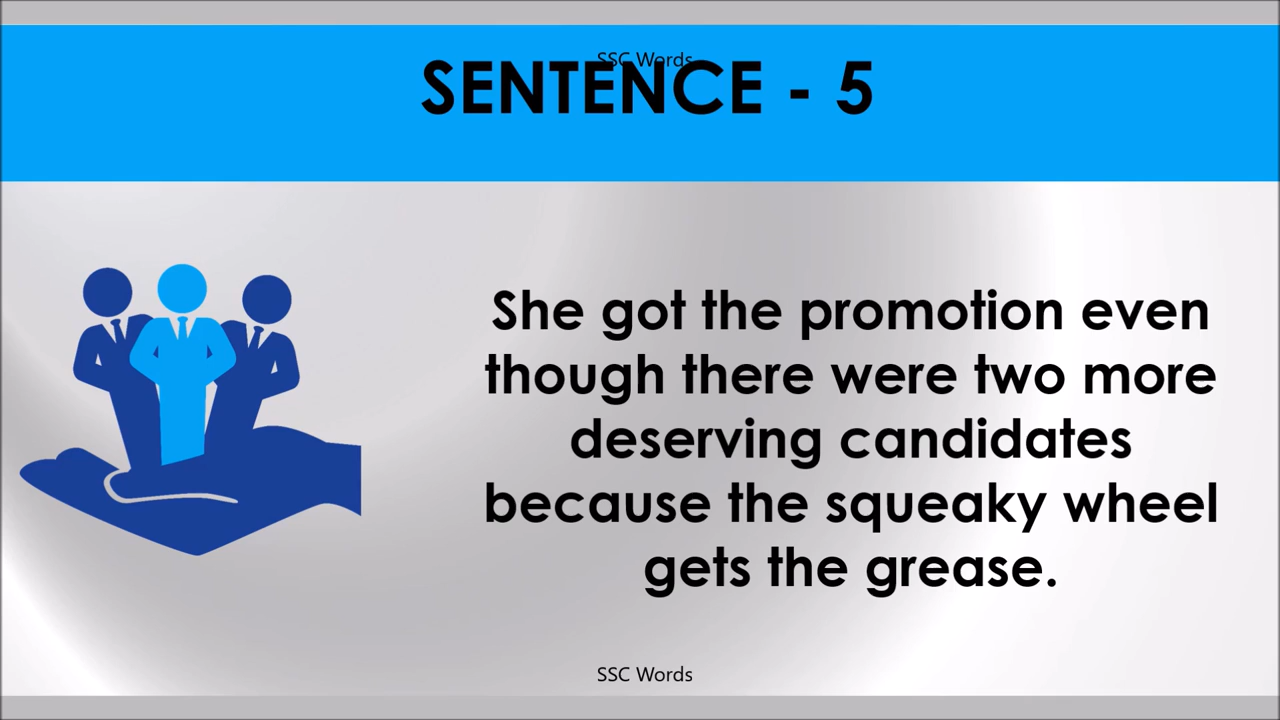 SSC Words
SENTENCE - 5
She got the promotion even
though there were two more
deserving candidates
because the squeaky wheel
gets the grease.
SSC Words